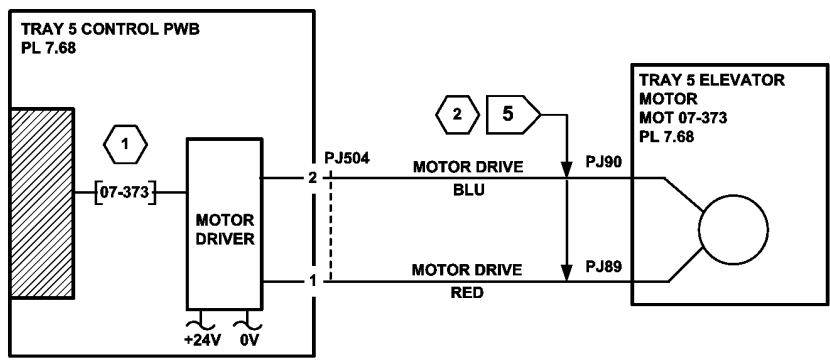 TRAY 5 CONTROL PWB
PL 7.68
1
[07-373]
MOTOR
DRIVER
+24V
0V
PJ504
2
1
MOTOR DRIVE
BLU
MOTOR DRIVE
RED
2
5
PJ90
PJ89
TRAY 5 ELEVATOR
MOTOR
MOT 07-373
PL 7.68